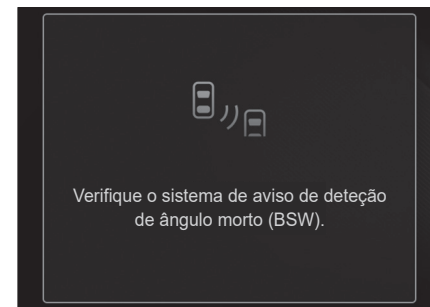 Verifique o sistema de aviso de deteção
de ângulo morto (BSW).